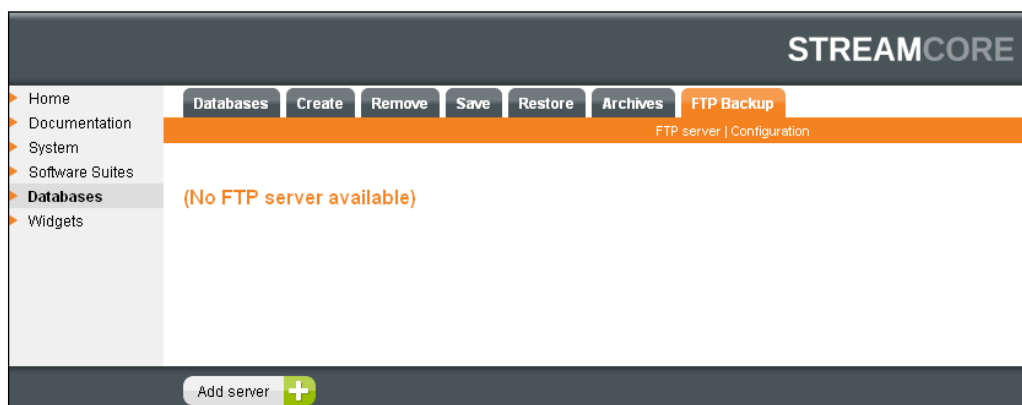 STREAMCORE
Home
Documentation
System
Software Suites
Databases
Widgets
Databases Create Remove Save Restore Archives FTP Backup
FTP server | Configuration
(No FTP server available)
Add server